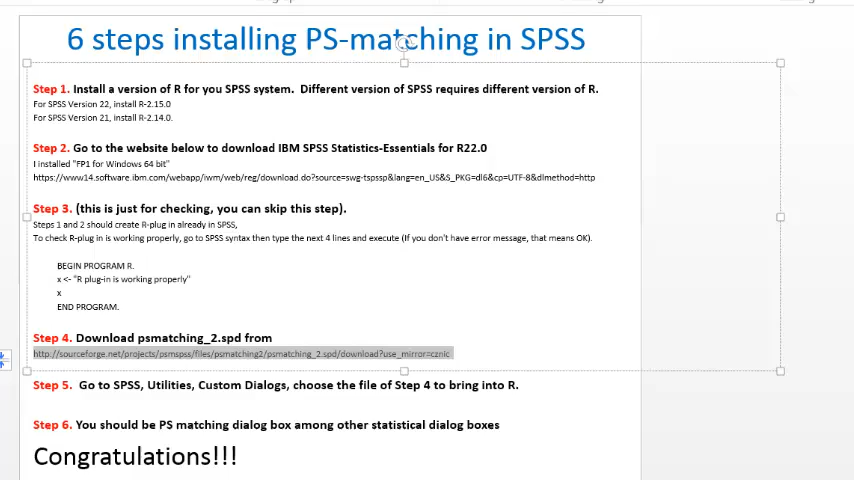 6 steps installing PS-matching in SPSS
Step 1. Install a version of R for you SPSS system. Different version of SPSS requires different version of R.
For SPSS Version 22, install R-2.15.0
For SPSS Version 21, install R-2.14.0.
Step 2. Go to the website below to download IBM SPSS Statistics-Essentials for R22.0
I installed "FP1 for Windows 64 bit"
https://www14.software.ibm.com/webapp/iwm/web/reg/download.do?source=swg-tspssp&lang=en_US&S_PKG=dl6&cp=UTF-8&dlmethod=http
Step 3. (this is just for checking, you can skip this step).
Steps 1 and 2 should create R-plug in already in SPSS,
To check R-plug in is working properly, go to SPSS syntax then type the next 4 lines and execute (If you don't have error message, that means OK).
BEGIN PROGRAM R.
x <- "R plug-in is working properly"
x
END PROGRAM.
Step 4. Download psmatching_2.spd from
http://sourceforge.net/projects/psmspss/files/psmatching2/psmatching_2.spd/download?use_mirror=cznic
Step 5. Go to SPSS, Utilities, Custom Dialogs, choose the file of Step 4 to bring into R.
Step 6. You should be PS matching dialog box among other statistical dialog boxes
Congratulations!!!